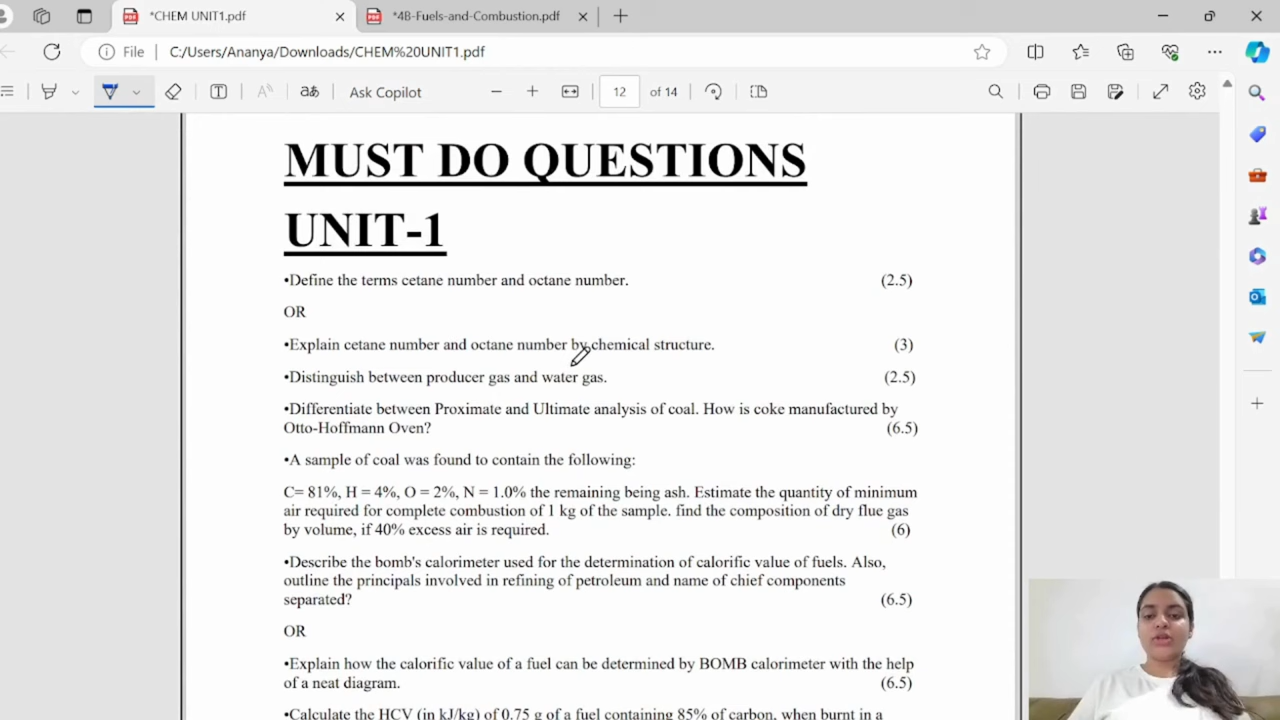 *CHEM UNIT1.pdf
*4B-Fuels-and-Combustion.pdf
File
C:/Users/Ananya/Downloads/CHEM%20UNIT1.pdf
Ask Copilot
12 of 14
MUST DO QUESTIONS
UNIT-1
•Define the terms cetane number and octane number. (2.5)
OR
•Explain cetane number and octane number by chemical structure. (3)
•Distinguish between producer gas and water gas. (2.5)
•Differentiate between Proximate and Ultimate analysis of coal. How is coke manufactured by
Otto-Hoffmann Oven? (6.5)
•A sample of coal was found to contain the following:
C= 81%, H = 4%, O = 2%, N = 1.0% the remaining being ash. Estimate the quantity of minimum
air required for complete combustion of 1 kg of the sample. find the composition of dry flue gas
by volume, if 40% excess air is required. (6)
•Describe the bomb's calorimeter used for the determination of calorific value of fuels. Also,
outline the principals involved in refining of petroleum and name of chief components
separated? (6.5)
OR
•Explain how the calorific value of a fuel can be determined by BOMB calorimeter with the help
of a neat diagram. (6.5)
•Calculate the HCV (in kJ/kg) of 0.75 g of a fuel containing 85% of carbon, when burnt in a